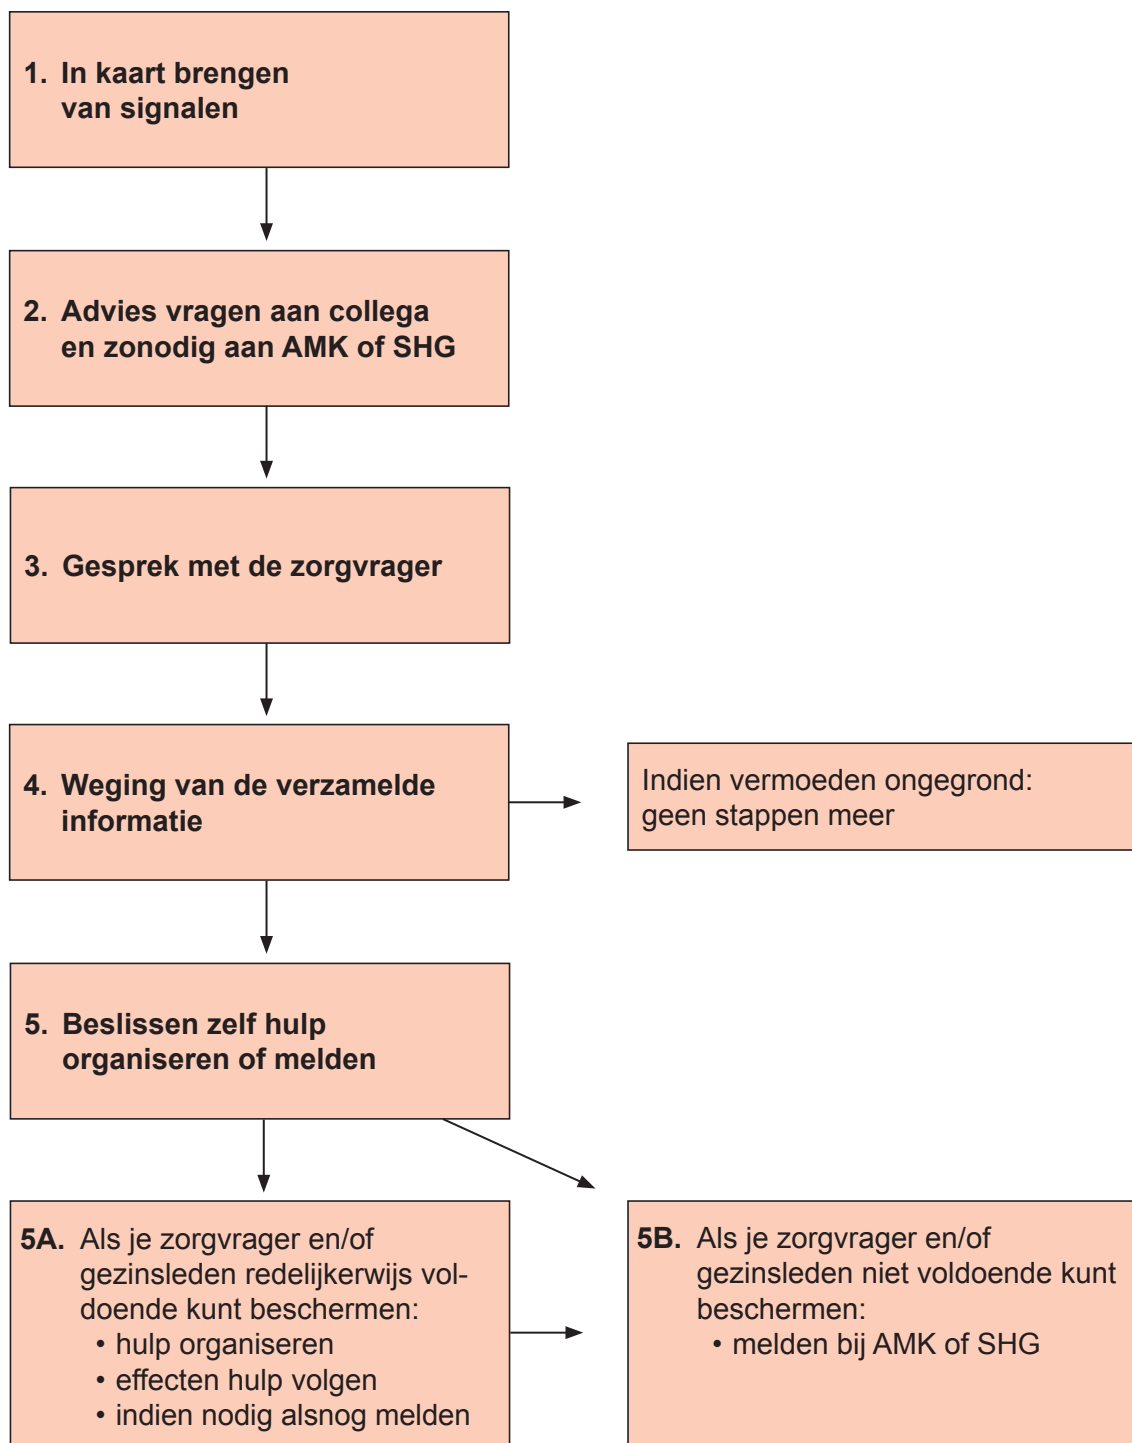 1. In kaart brengen
van signalen
2. Advies vragen aan collega
en zonodig aan AMK of SHG
3. Gesprek met de zorgvrager
4. Weging van de verzamelde
informatie
Indien vermoeden ongegrond:
geen stappen meer
5. Beslissen zelf hulp
organiseren of melden
5A. Als je zorgvrager en/of
gezinsleden redelijkerwijs vol-
doende kunt beschermen:
• hulp organiseren
• effecten hulp volgen
• indien nodig alsnog melden
5B. Als je zorgvrager en/of
gezinsleden niet voldoende kunt
beschermen:
• melden bij AMK of SHG